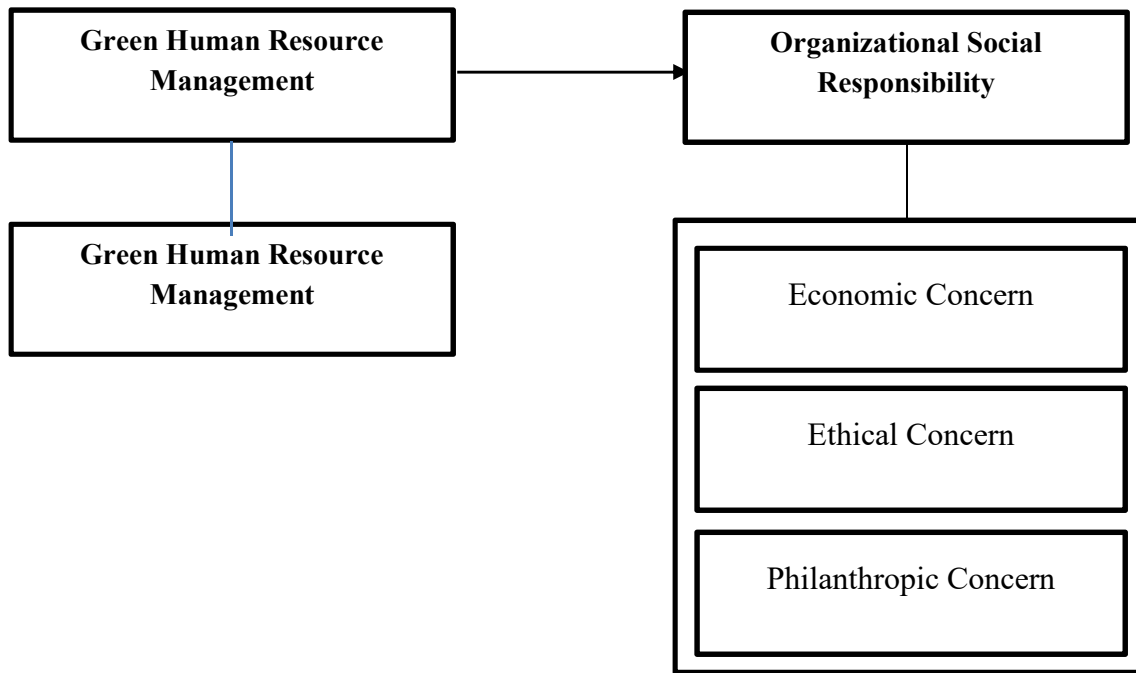 Green Human Resource
Management
Organizational Social
Responsibility
Green Human Resource
Management
Economic Concern
Ethical Concern
Philanthropic Concern